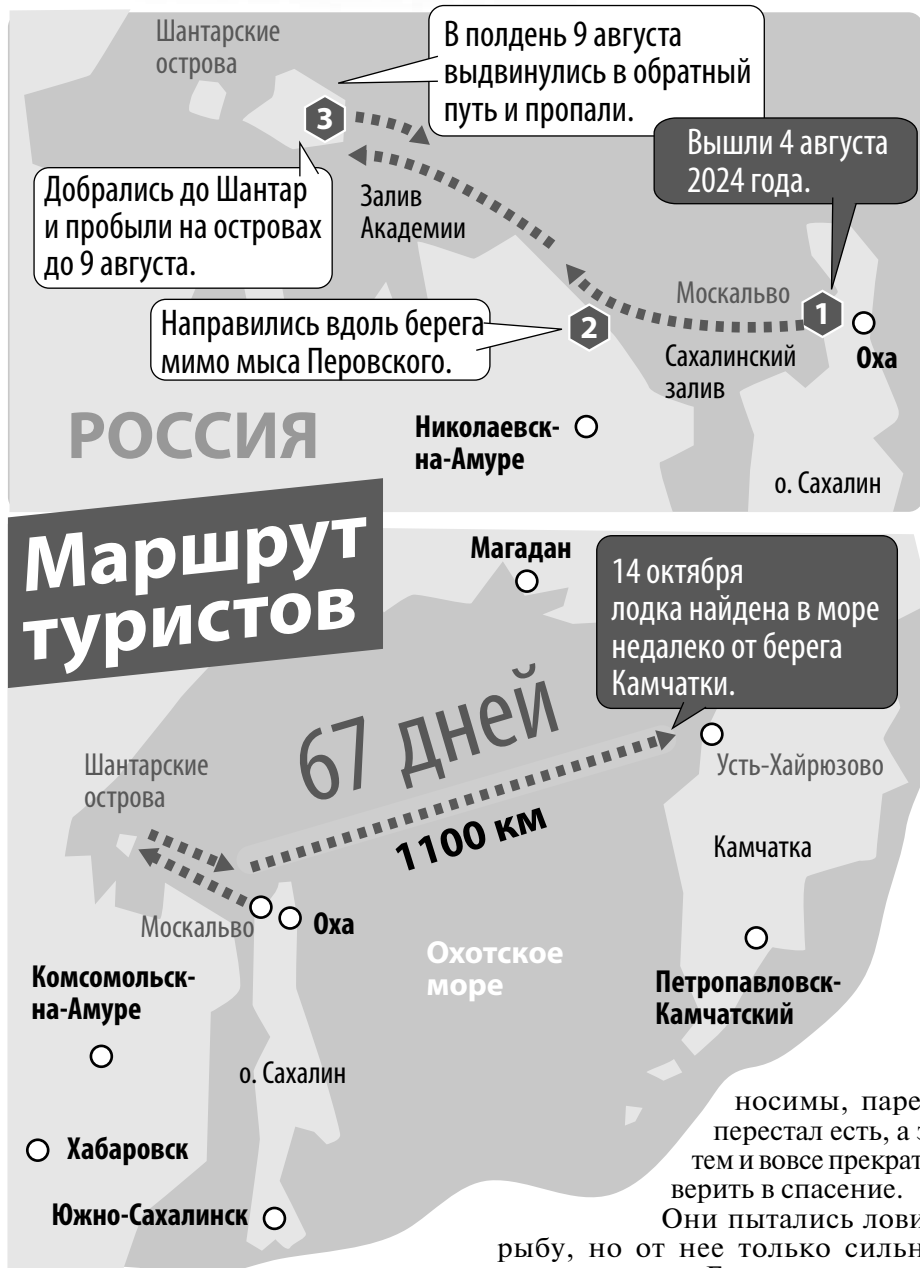 Шантарские
острова
В полдень 9 августа
выдвинулись в обратный
путь и пропали.
3
Вышли 4 августа
2024 года.
Добрались до Шантар
и пробыли на островах
до 9 августа.
Залив
Академии
Москальво
1
Направились вдоль берега
мимо мыса Перовского.
2
Сахалинский
залив
Оха
РОССИЯ
Николаевск-
на-Амуре
о. Сахалин
Маршрут
туристов
Магадан
14 октября
лодка найдена в море
недалеко от берега
Камчатки.
67 дней
1100 км
Шантарские
острова
Усть-Хайрюзово
Камчатка
Москальво
Оха
Охотское
море
Комсомольск-
на-Амуре
Петропавловск-
Камчатский
о. Сахалин
Хабаровск
Южно-Сахалинск
носимы, паре
перестал есть, а з
тем и вовсе прекрат
верить в спасение.
Они пытались лови
рыбу, но от нее только сильн